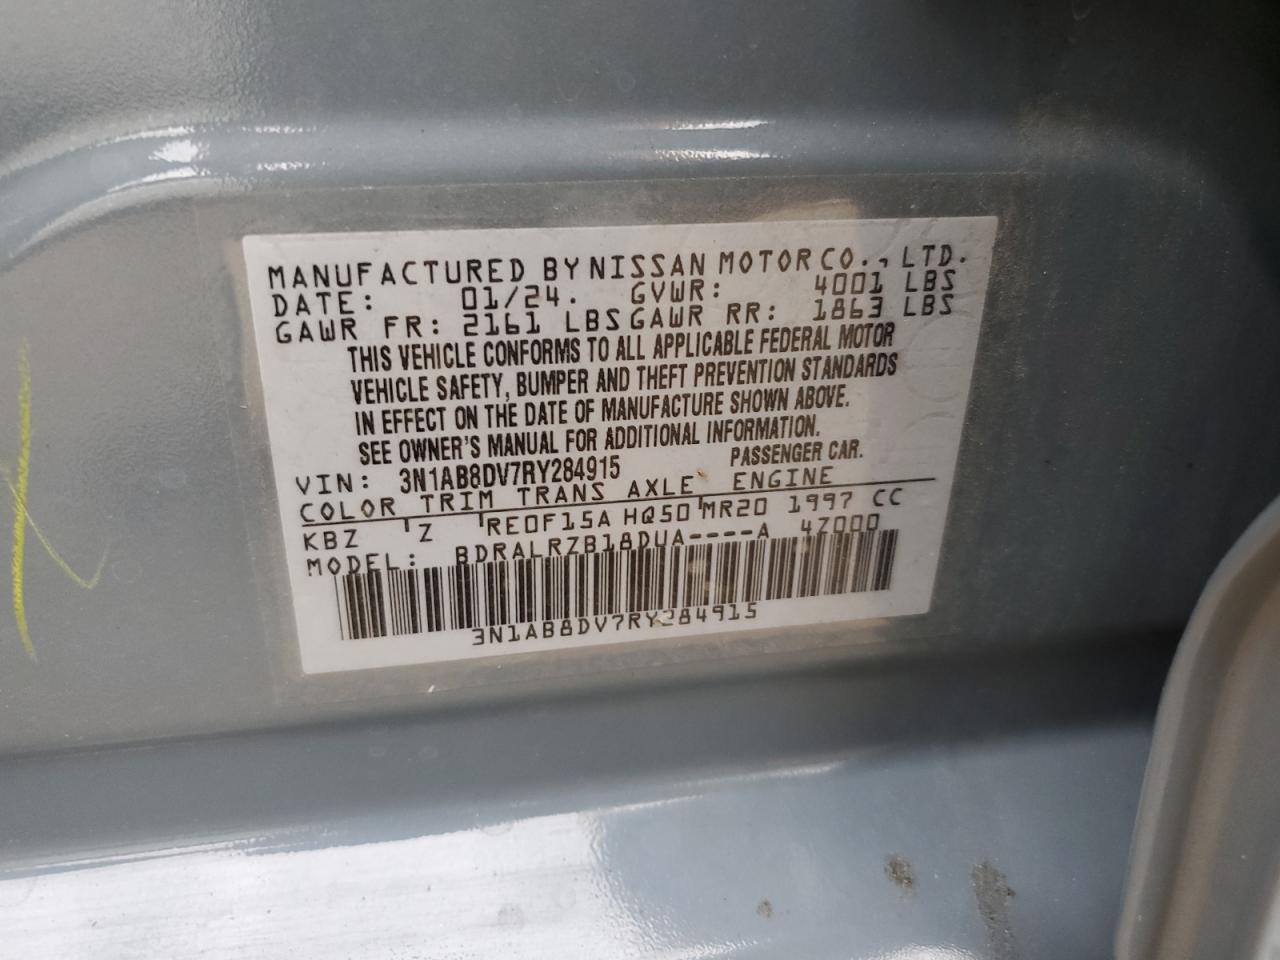 MANUFACTURED BY NISSAN MOTOR CO., LTD.
DATE: 01/24. GVWR: 4001 LBS
GAWR FR: 2161 LBS GAWR RR: 1863 LBS
THIS VEHICLE CONFORMS TO ALL APPLICABLE FEDERAL MOTOR
VEHICLE SAFETY, BUMPER AND THEFT PREVENTION STANDARDS
IN EFFECT ON THE DATE OF MANUFACTURE SHOWN ABOVE.
SEE OWNER'S MANUAL FOR ADDITIONAL INFORMATION.
VIN: 3N1AB8DV7RY284915 PASSENGER CAR.
COLOR TRIM TRANS AXLE ENGINE
KBZ Z RE0F15A HQ50 MR20 1997 CC
MODEL: BDRALRZB18DUA----A 4Z000
3N1AB8DV7RY284915